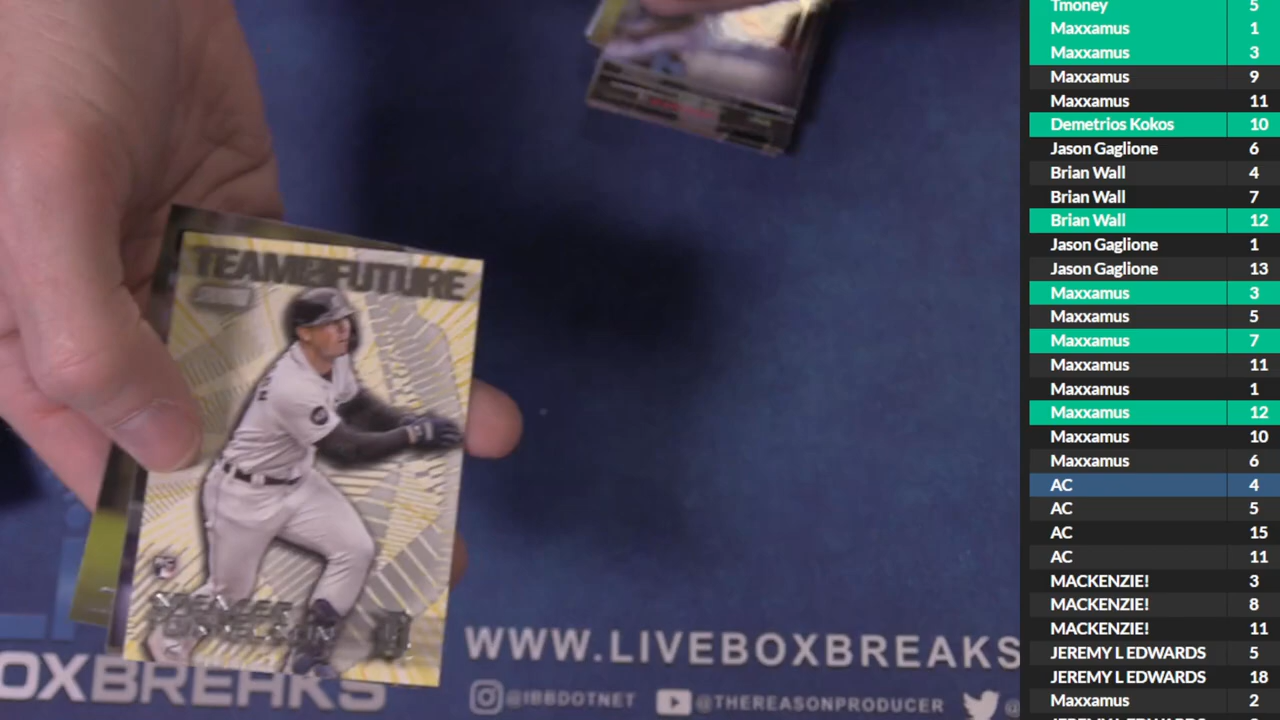 TEAM OF FUTURE
SPENCER
TORKELSON
WWW.LIVEBOXBREAKS
OXBREAKS
@IBBDOTNET
@THEREASONPRODUCER
@
Tmoney 5
Maxxamus 1
Maxxamus 3
Maxxamus 9
Maxxamus 11
Demetrios Kokos 10
Jason Gaglione 6
Brian Wall 4
Brian Wall 7
Brian Wall 12
Jason Gaglione 1
Jason Gaglione 13
Maxxamus 3
Maxxamus 5
Maxxamus 7
Maxxamus 11
Maxxamus 1
Maxxamus 12
Maxxamus 10
Maxxamus 6
AC 4
AC 5
AC 15
AC 11
MACKENZIE! 3
MACKENZIE! 8
MACKENZIE! 11
JEREMY L EDWARDS 5
JEREMY L EDWARDS 18
Maxxamus 2